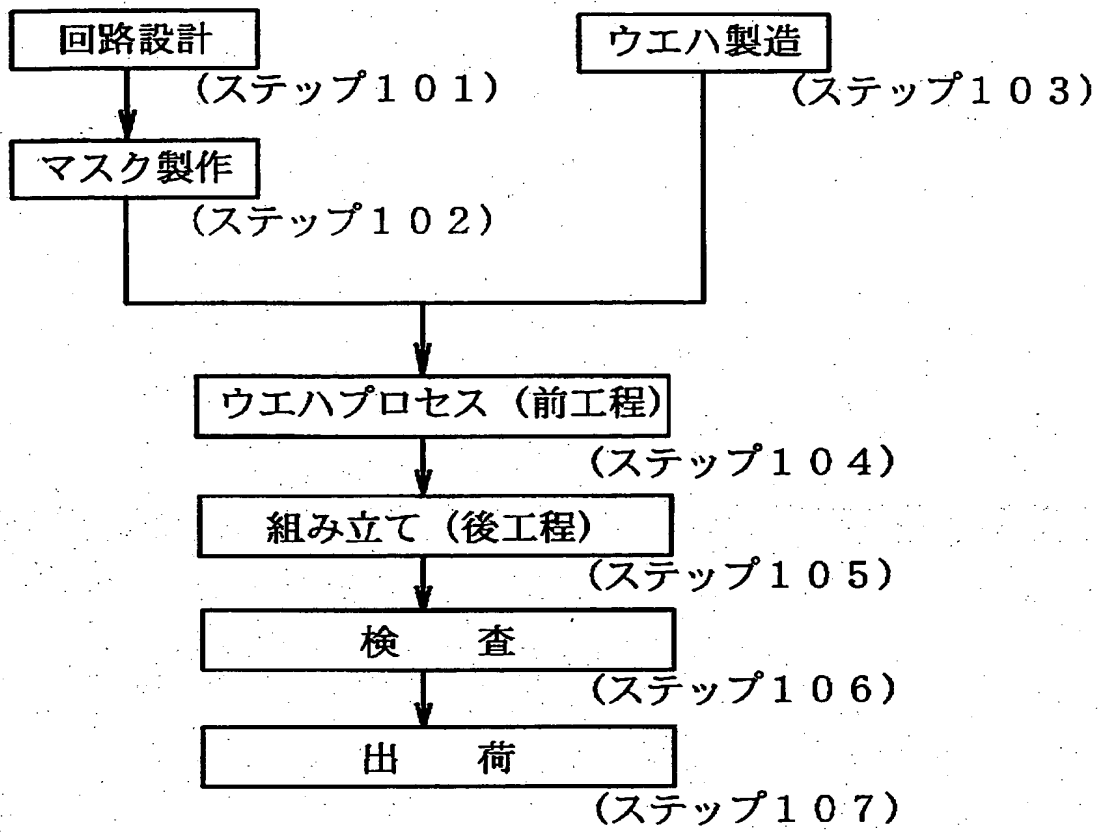 回路設計
(ステップ101)
ウエハ製造
(ステップ103)
マスク製作
(ステップ102)
ウエハプロセス(前工程)
(ステップ104)
組み立て(後工程)
(ステップ105)
検 査
(ステップ106)
出 荷
(ステップ107)